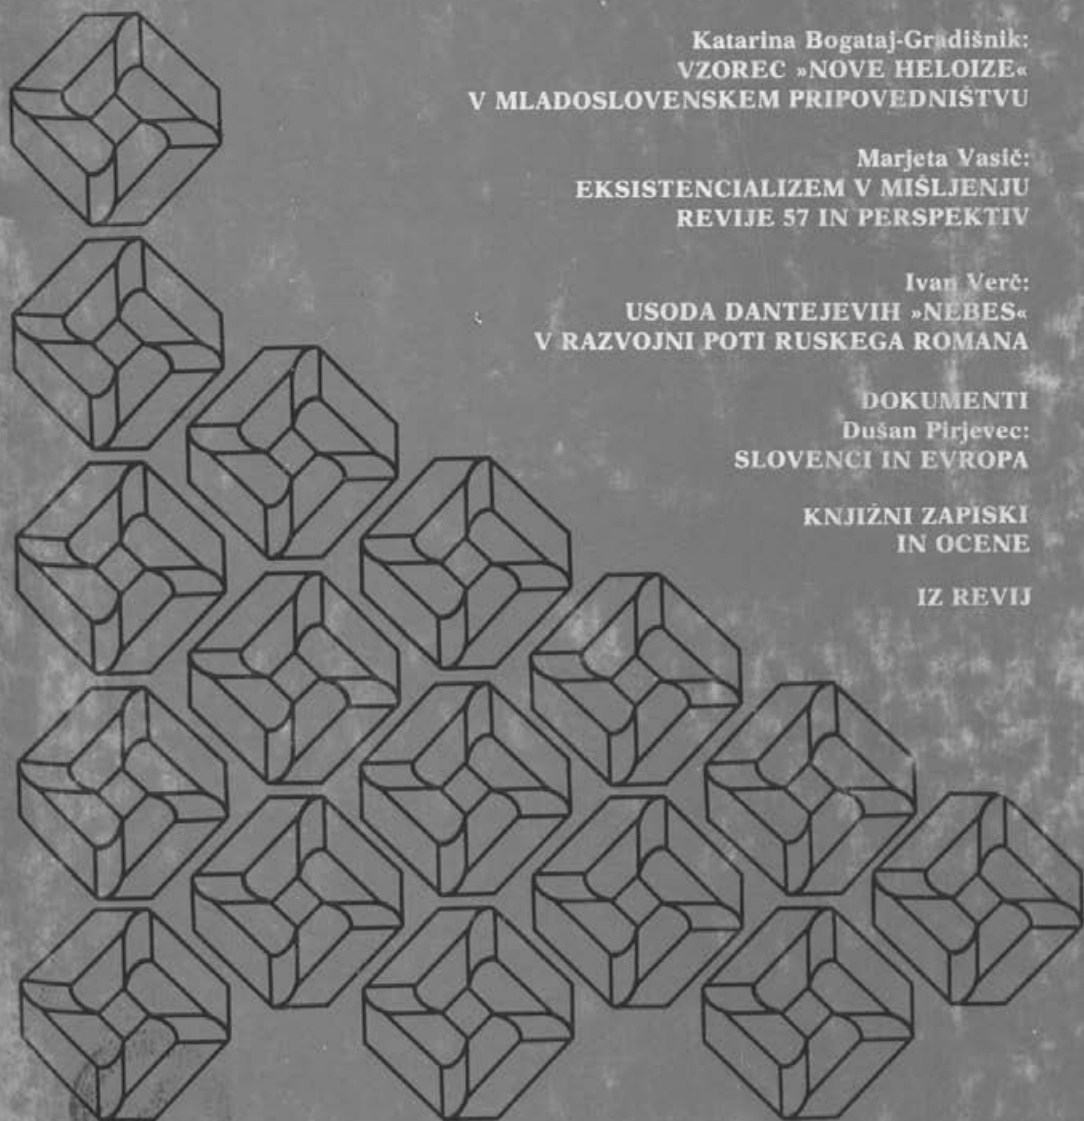 Katarina Bogataj-Gradišnik:
VZOREC »NOVE HELOIZE«
V MLADOSLOVENSKEM PRIPOVEDNIŠTVU
Marjeta Vasič:
EKSISTENCIALIZEM V MIŠLJENJU
REVIJE 57 IN PERSPEKTIV
Ivan Verč:
USODA DANTEJEVIH »NEBES«
V RAZVOJNI POTI RUSKEGA ROMANA
DOKUMENTI
Dušan Pirjevec:
SLOVENCI IN EVROPA
KNJIŽNI ZAPISKI
IN OCENE
IZ REVIJ